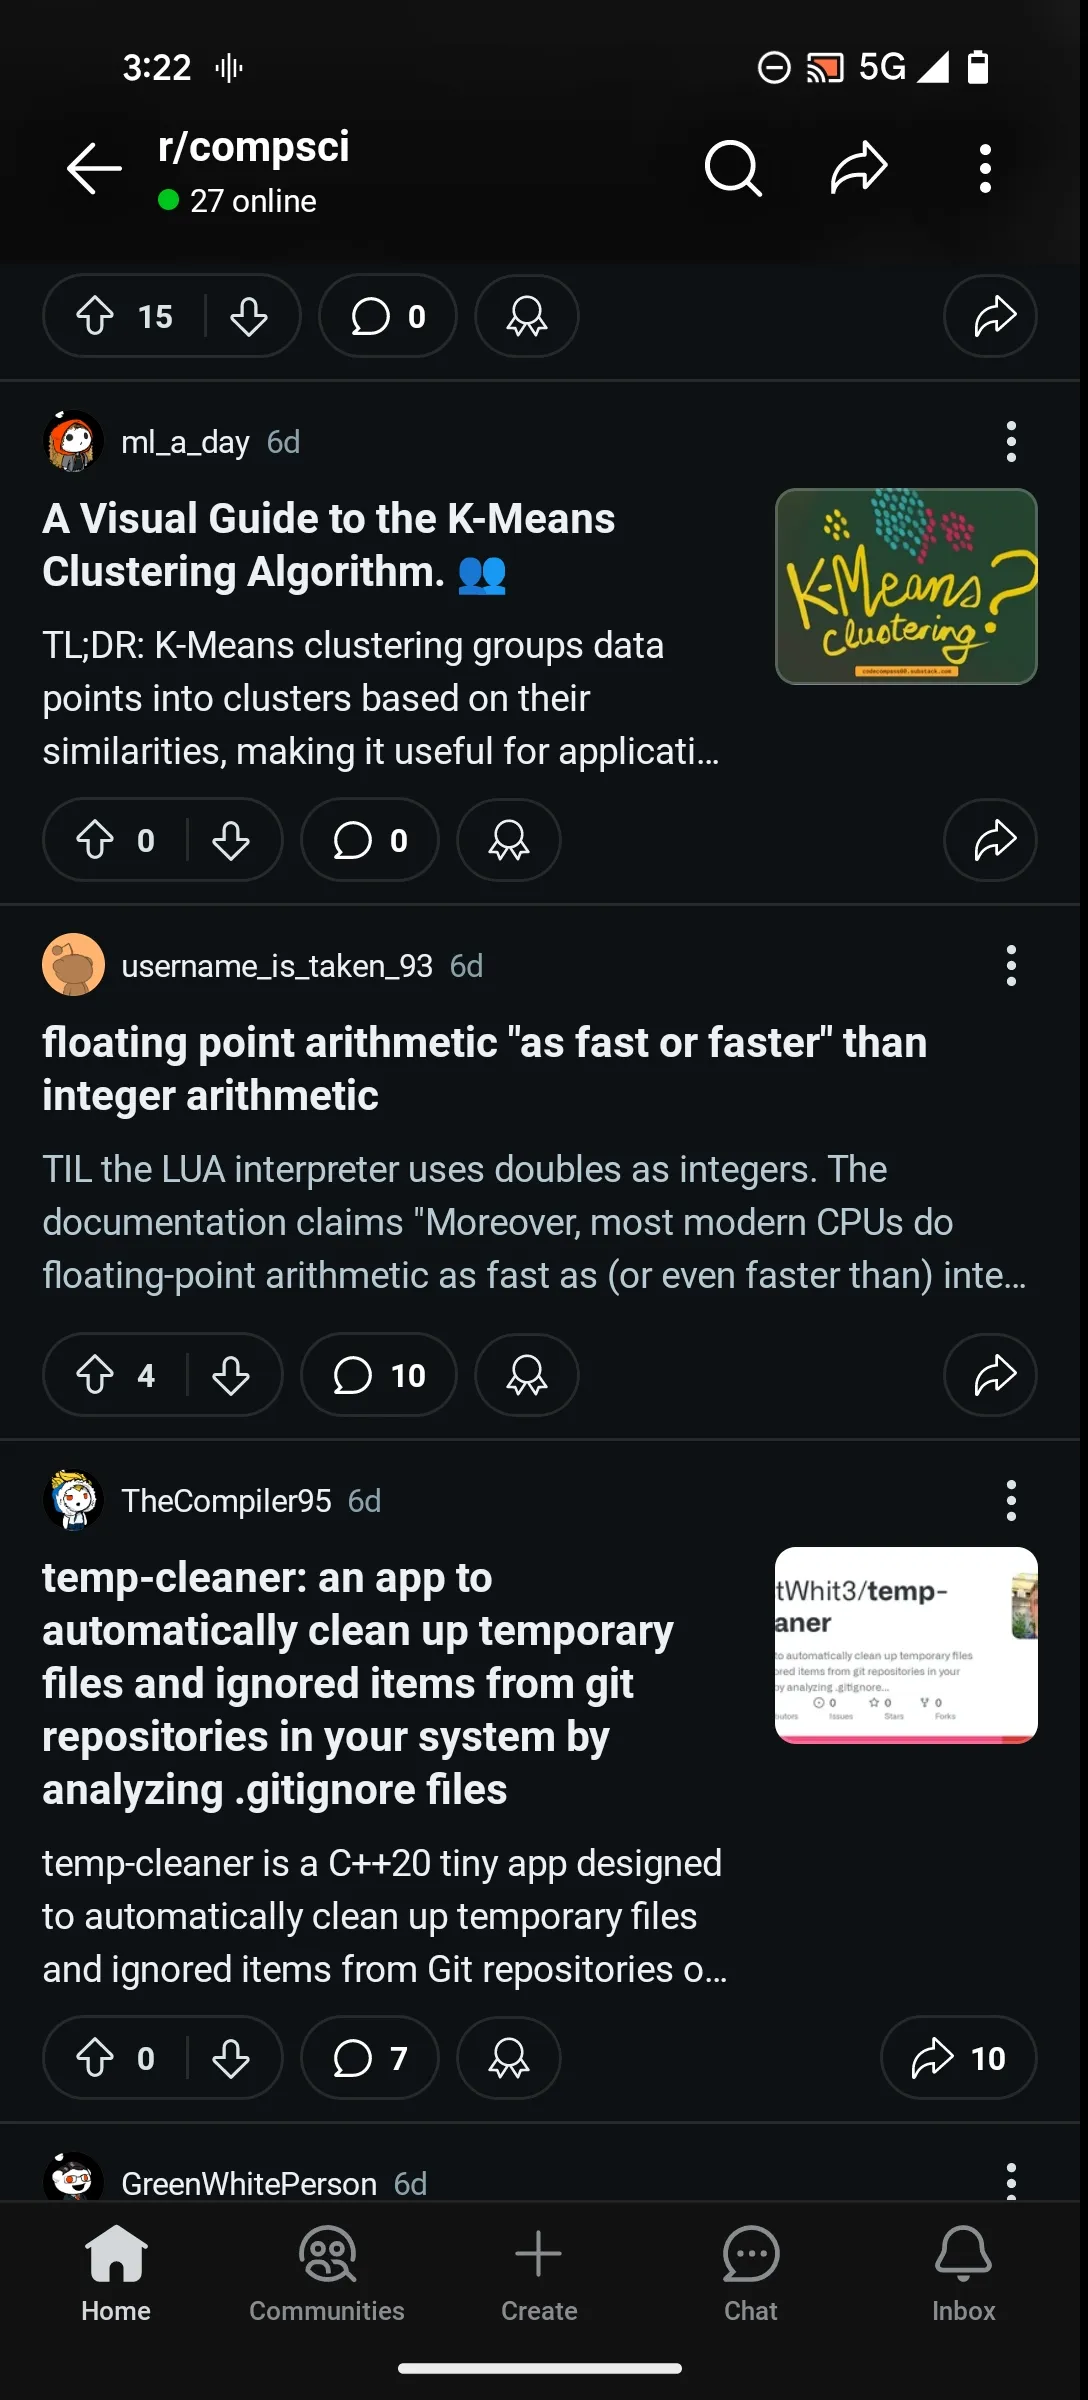 3:22
5G
r/compsci
27 online
15
0
ml_a_day 6d
A Visual Guide to the K-Means
Clustering Algorithm. 👥
K-Means?
clustering
codecompass00.substack.com
TL;DR: K-Means clustering groups data
points into clusters based on their
similarities, making it useful for applicati...
0
0
username_is_taken_93 6d
floating point arithmetic "as fast or faster" than
integer arithmetic
TIL the LUA interpreter uses doubles as integers. The
documentation claims "Moreover, most modern CPUs do
floating-point arithmetic as fast as (or even faster than) inte...
4
10
TheCompiler95 6d
temp-cleaner: an app to
automatically clean up temporary
files and ignored items from git
repositories in your system by
analyzing .gitignore files
tWhit3/temp-
aner
to automatically clean up temporary files
ored items from git repositories in your
by analyzing .gitignore...
0 0 0
utors Issues Stars Forks
temp-cleaner is a C++20 tiny app designed
to automatically clean up temporary files
and ignored items from Git repositories o...
0
7
10
GreenWhitePerson 6d
Home
Communities
Create
Chat
Inbox